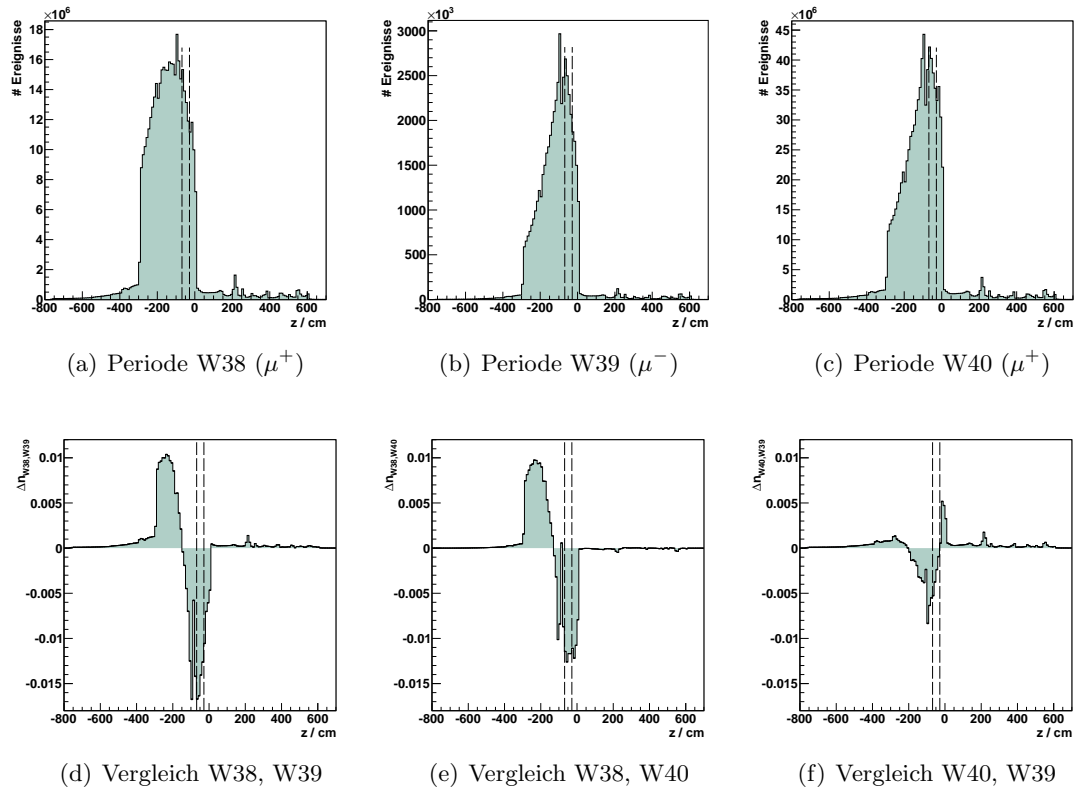 ×10⁶
# Ereignisse
18
16
14
12
10
8
6
4
2
0
-600 -400 -200 0 200 400 600
z / cm
(a) Periode W38 (μ⁺)
×10³
# Ereignisse
3000
2500
2000
1500
1000
500
0
-600 -400 -200 0 200 400 600
z / cm
(b) Periode W39 (μ⁻)
×10⁶
# Ereignisse
45
40
35
30
25
20
15
10
5
0
-600 -400 -200 0 200 400 600
z / cm
(c) Periode W40 (μ⁺)
Δn_W38,W39
0.01
0.005
0
-0.005
-0.01
-0.015
-800 -600 -400 -200 0 200 400 600
z / cm
(d) Vergleich W38, W39
Δn_W38,W40
0.01
0.005
0
-0.005
-0.01
-0.015
-800 -600 -400 -200 0 200 400 600
z / cm
(e) Vergleich W38, W40
Δn_W40,W39
0.01
0.005
0
-0.005
-0.01
-0.015
-800 -600 -400 -200 0 200 400 600
z / cm
(f) Vergleich W40, W39